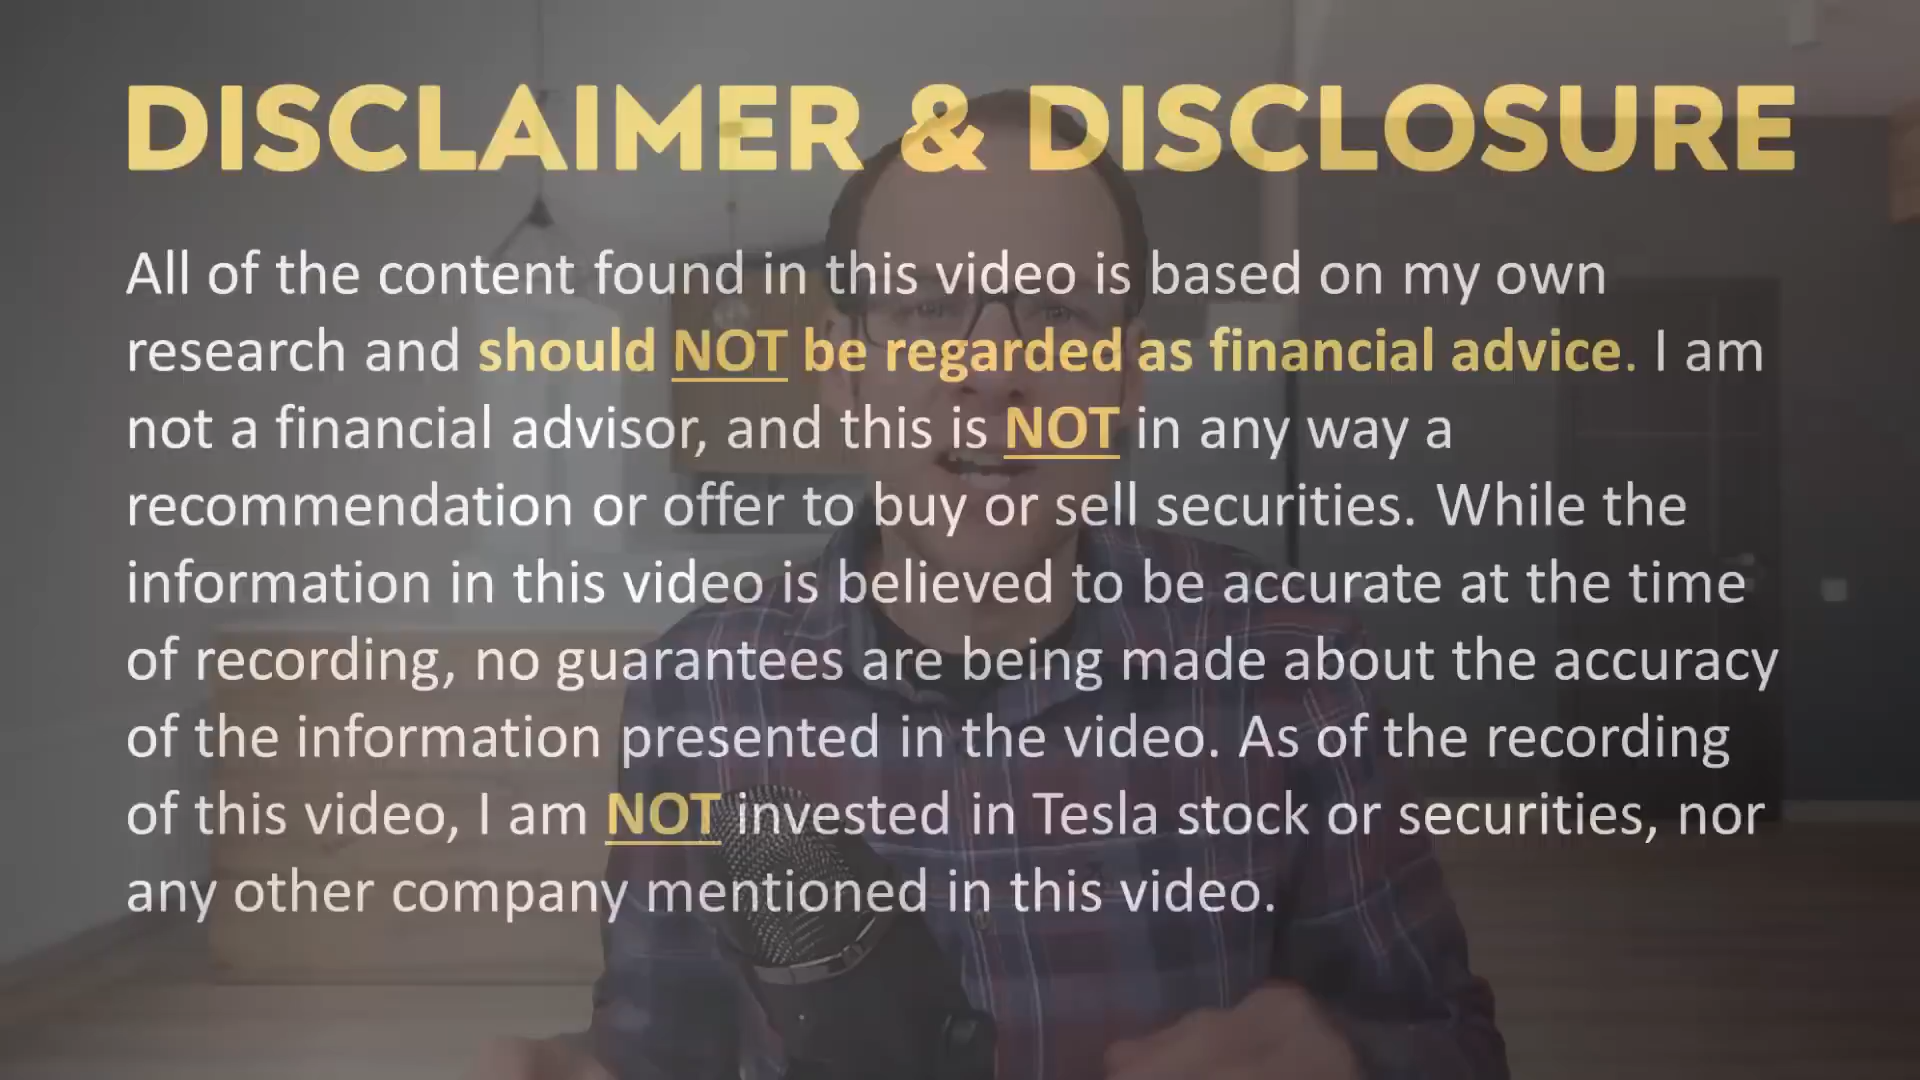 DISCLAIMER & DISCLOSURE
All of the content found in this video is based on my own
research and should NOT be regarded as financial advice. I am
not a financial advisor, and this is NOT in any way a
recommendation or offer to buy or sell securities. While the
information in this video is believed to be accurate at the time
of recording, no guarantees are being made about the accuracy
of the information presented in the video. As of the recording
of this video, I am NOT invested in Tesla stock or securities, nor
any other company mentioned in this video.